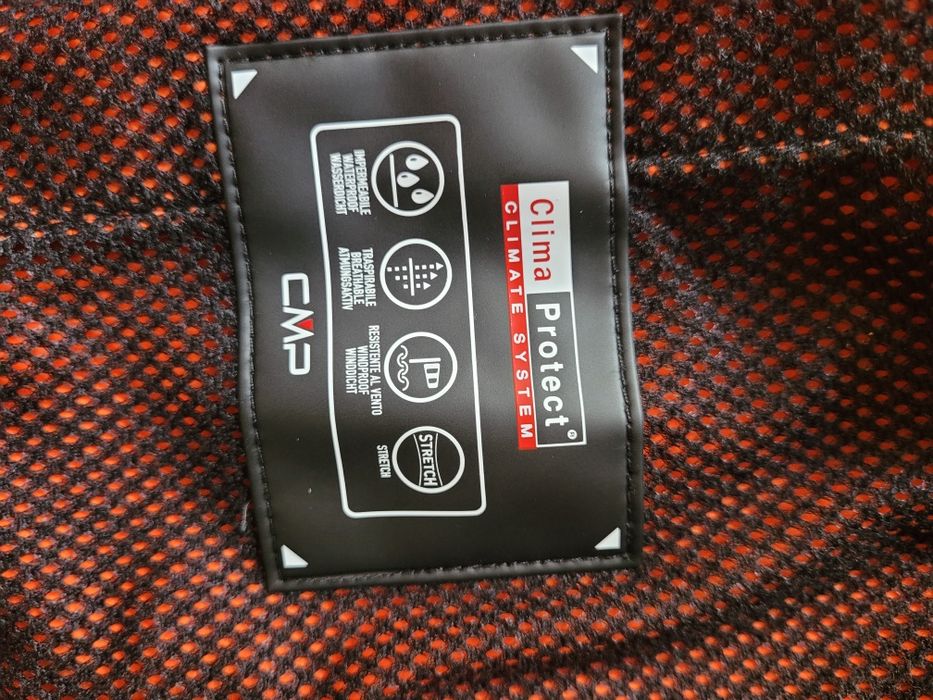 Clima Protect®
CLIMATE SYSTEM
IMPERMEABILE
WATERPROOF
WASSERDICHT
TRASPIRABILE
BREATHABLE
ATMUNGSAKTIV
RESISTENTE AL VENTO
WINDPROOF
WINDDICHT
STRETCH
STRETCH
CMP